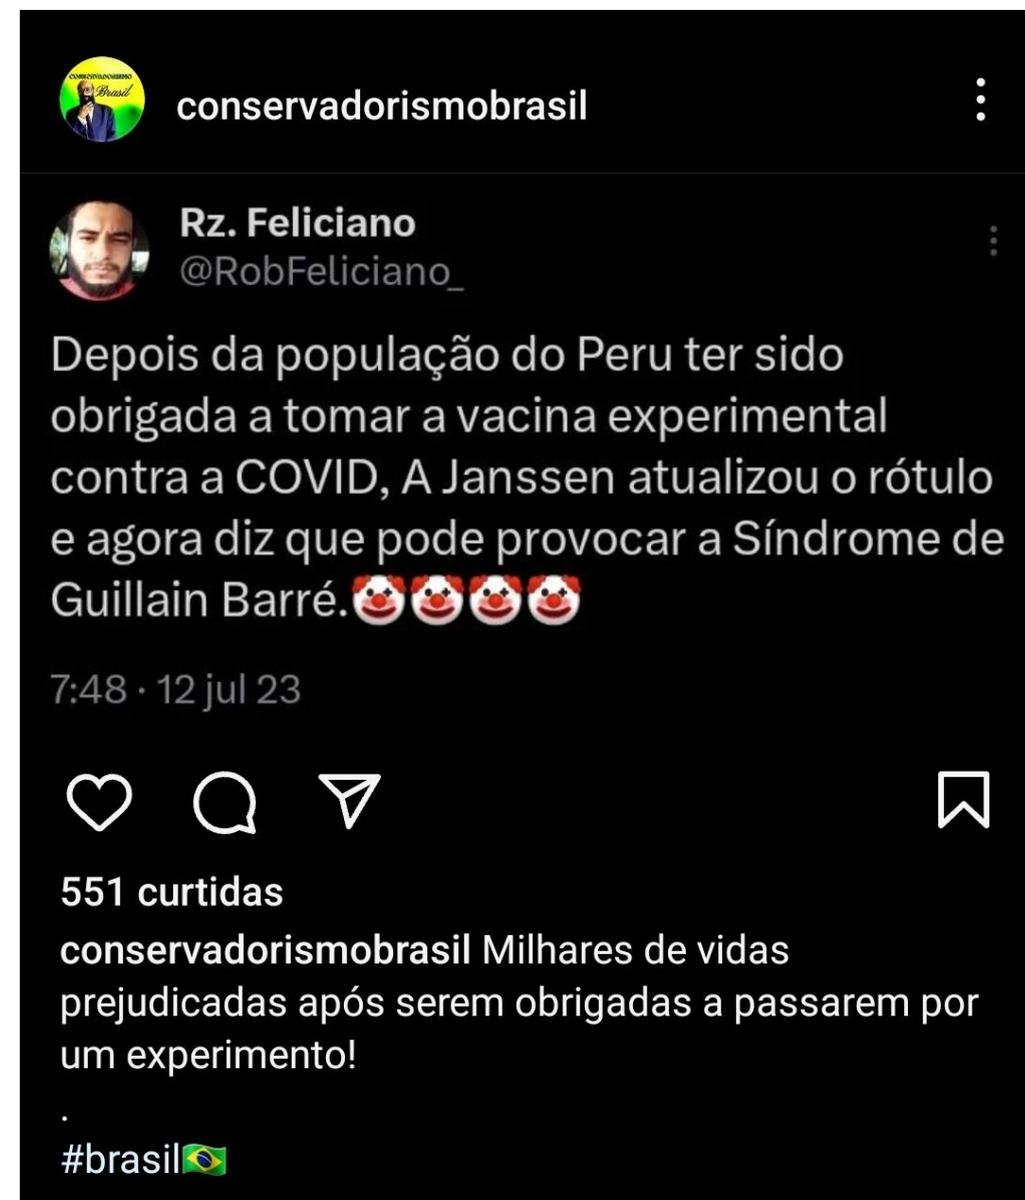 CONSERVADORISMO
Brasil
conservadorismobrasil
Rz. Feliciano
@RobFeliciano_
Depois da população do Peru ter sido
obrigada a tomar a vacina experimental
contra a COVID, A Janssen atualizou o rótulo
e agora diz que pode provocar a Síndrome de
Guillain Barré.🤡🤡🤡🤡
7:48 · 12 jul 23
551 curtidas
conservadorismobrasil Milhares de vidas
prejudicadas após serem obrigadas a passarem por
um experimento!
.
#brasil🇧🇷